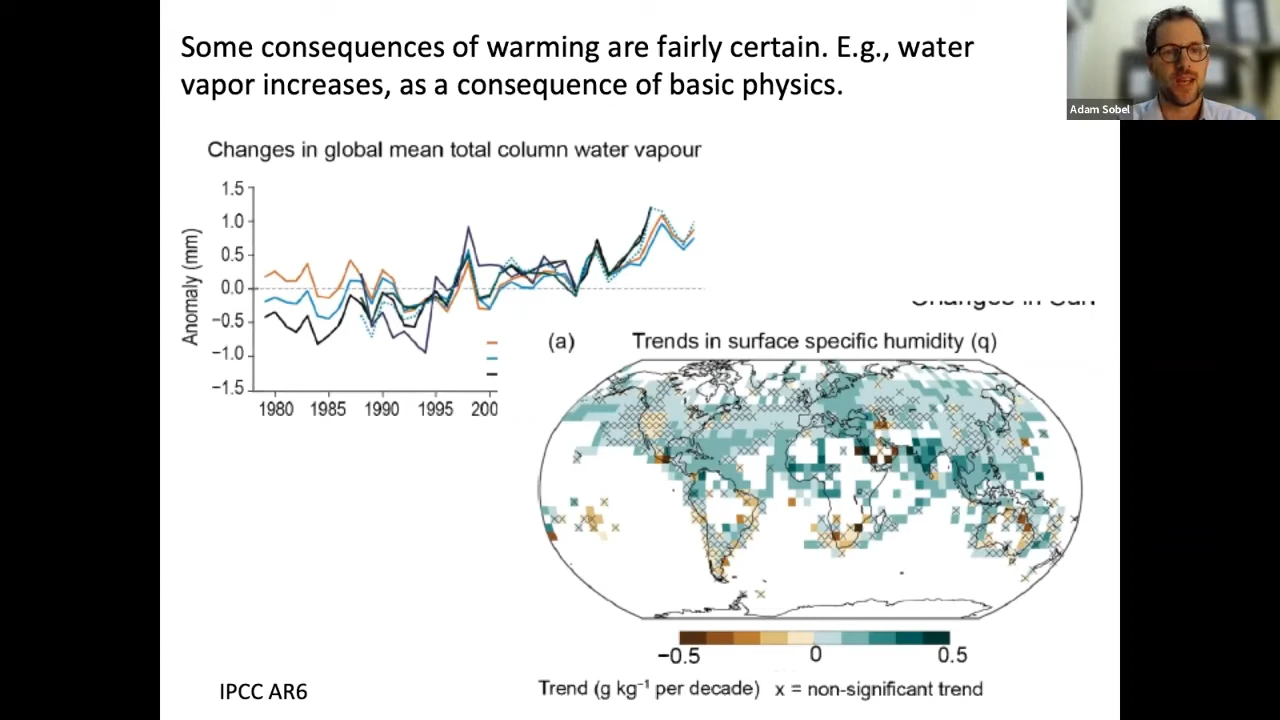 Some consequences of warming are fairly certain. E.g., water
vapor increases, as a consequence of basic physics.
Adam Sobel
Changes in global mean total column water vapour
1.5
1.0
0.5
0.0
−0.5
−1.0
−1.5
Anomaly (mm)
1980 1985 1990 1995 200
Changes in
(a) Trends in surface specific humidity (q)
−0.5 0 0.5
Trend (g kg⁻¹ per decade) x = non-significant trend
IPCC AR6